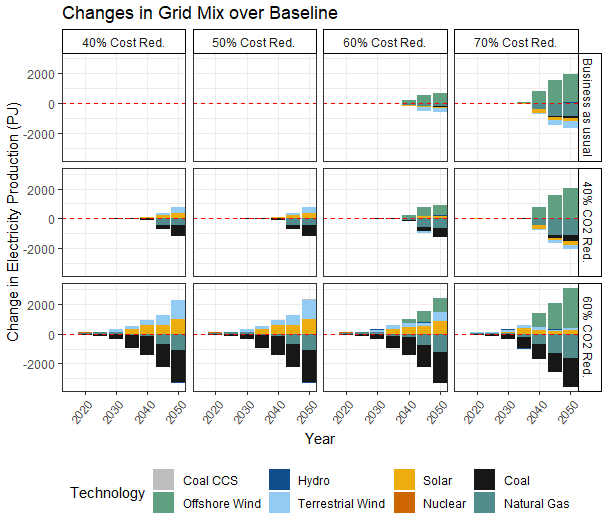 Changes in Grid Mix over Baseline
40% Cost Red.
50% Cost Red.
60% Cost Red.
70% Cost Red.
Change in Electricity Production (PJ)
2000
0
-2000
Business as usual
2000
0
-2000
40% CO2 Red.
2000
0
-2000
60% CO2 Red.
2020
2030
2040
2050
2020
2030
2040
2050
2020
2030
2040
2050
2020
2030
2040
2050
Year
Technology
Coal CCS
Hydro
Solar
Coal
Offshore Wind
Terrestrial Wind
Nuclear
Natural Gas